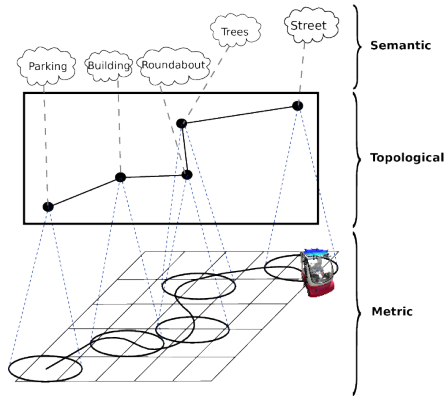 Trees
Street
Semantic
Parking
Building
Roundabout
Topological
Metric